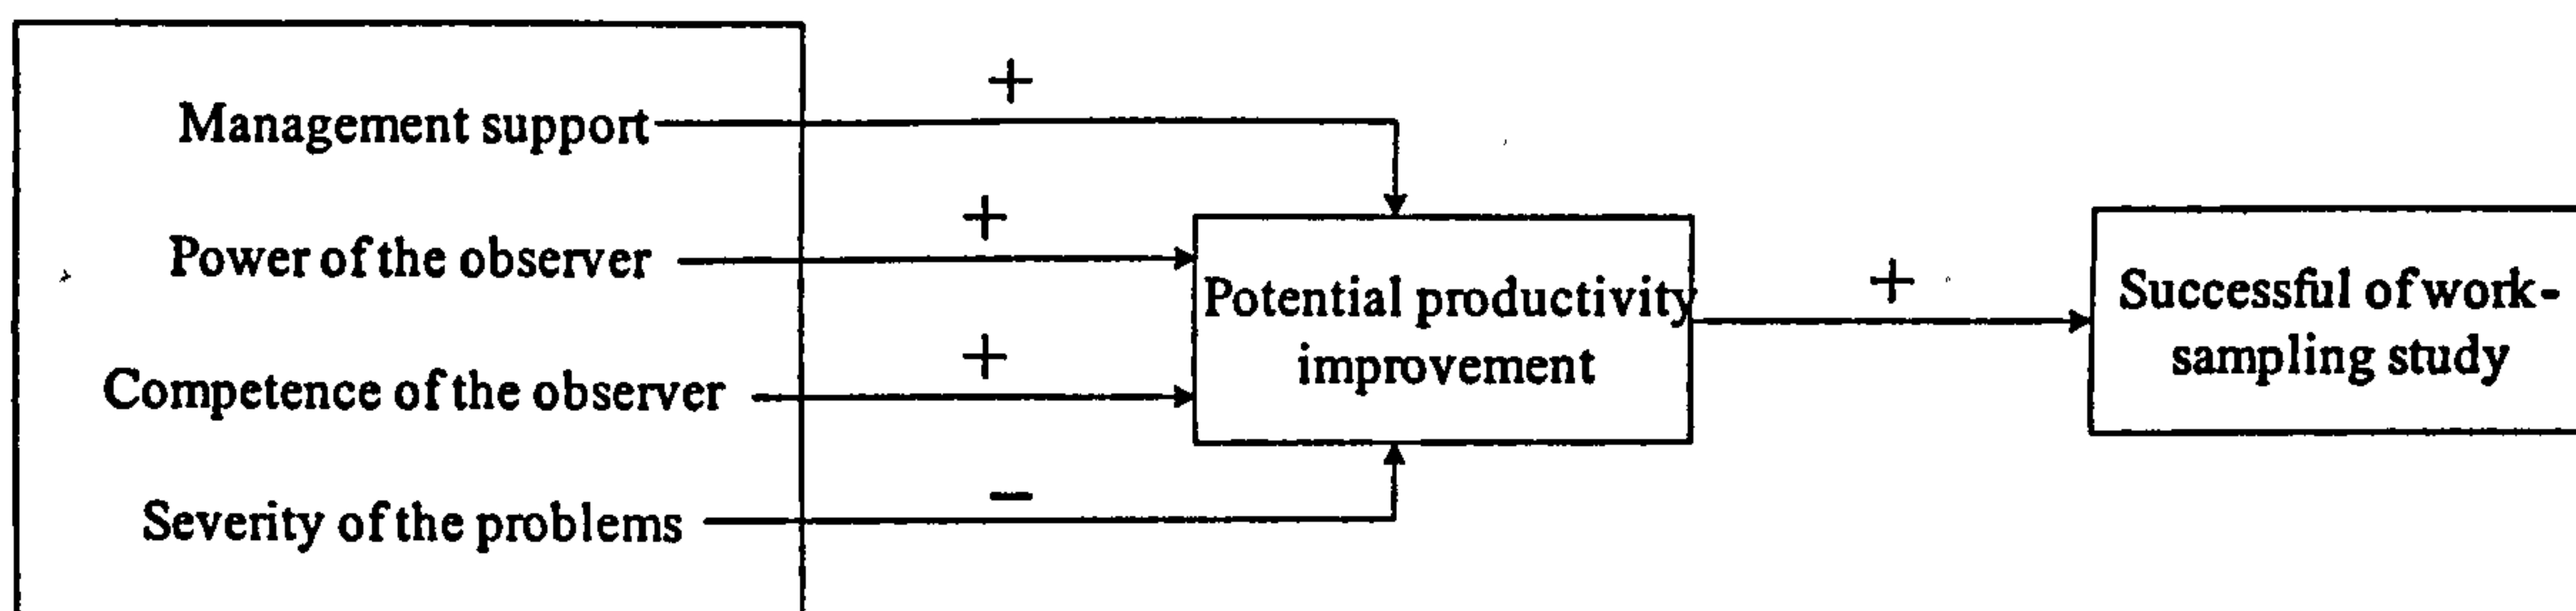 +
Management support
+
Power of the observer
Potential productivity
improvement
+
Successful of work-
sampling study
+
Competence of the observer
−
Severity of the problems